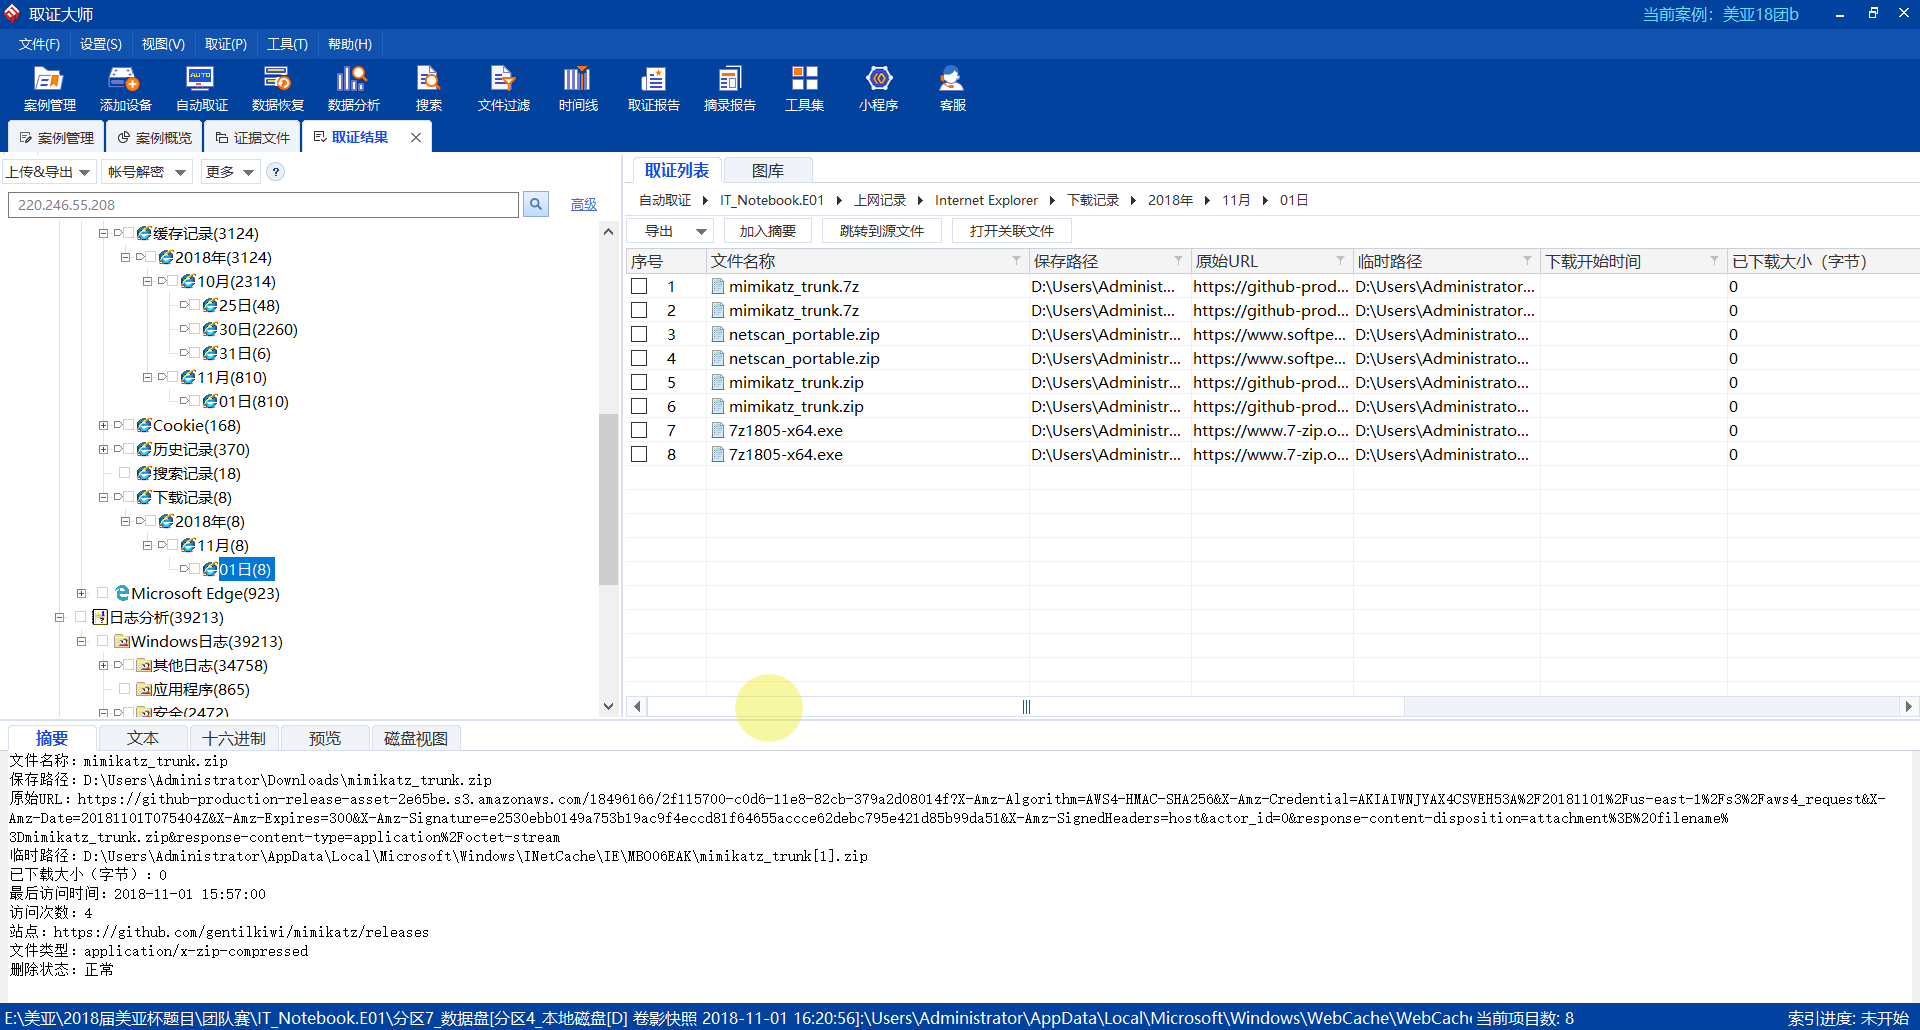 取证大师
当前案例：美亚18团b
文件(F) 设置(S) 视图(V) 取证(P) 工具(T) 帮助(H)
案例管理 添加设备 自动取证 数据恢复 数据分析 搜索 文件过滤 时间线 取证报告 摘录报告 工具集 小程序 客服
案例管理 案例概览 证据文件 取证结果
上传&导出 帐号解密 更多 ?
220.246.55.208 高级
缓存记录(3124)
2018年(3124)
10月(2314)
25日(48)
30日(2260)
31日(6)
11月(810)
01日(810)
Cookie(168)
历史记录(370)
搜索记录(18)
下载记录(8)
2018年(8)
11月(8)
01日(8)
Microsoft Edge(923)
日志分析(39213)
Windows日志(39213)
其他日志(34758)
应用程序(865)
安全(2472)
取证列表 图库
自动取证 IT_Notebook.E01 上网记录 Internet Explorer 下载记录 2018年 11月 01日
导出 加入摘要 跳转到源文件 打开关联文件
序号 文件名称 保存路径 原始URL 临时路径 下载开始时间 已下载大小（字节）
1 mimikatz_trunk.7z D:\Users\Administ... https://github-prod... D:\Users\Administrator... 0
2 mimikatz_trunk.7z D:\Users\Administ... https://github-prod... D:\Users\Administrator... 0
3 netscan_portable.zip D:\Users\Administr... https://www.softpe... D:\Users\Administrato... 0
4 netscan_portable.zip D:\Users\Administr... https://www.softpe... D:\Users\Administrato... 0
5 mimikatz_trunk.zip D:\Users\Administr... https://github-prod... D:\Users\Administrato... 0
6 mimikatz_trunk.zip D:\Users\Administr... https://github-prod... D:\Users\Administrato... 0
7 7z1805-x64.exe D:\Users\Administr... https://www.7-zip.o... D:\Users\Administrato... 0
8 7z1805-x64.exe D:\Users\Administr... https://www.7-zip.o... D:\Users\Administrato... 0
摘要 文本 十六进制 预览 磁盘视图
文件名称：mimikatz_trunk.zip
保存路径：D:\Users\Administrator\Downloads\mimikatz_trunk.zip
原始URL：https://github-production-release-asset-2e65be.s3.amazonaws.com/18496166/2f115700-c0d6-11e8-82cb-379a2d08014f?X-Amz-Algorithm=AWS4-HMAC-SHA256&X-Amz-Credential=AKIAIWNJYAX4CSVEH53A%2F20181101%2Fus-east-1%2Fs3%2Faws4_request&X-
Amz-Date=20181101T075404Z&X-Amz-Expires=300&X-Amz-Signature=e2530ebb0149a753b19ac9f4eccd81f64655accce62debc795e421d85b99da51&X-Amz-SignedHeaders=host&actor_id=0&response-content-disposition=attachment%3B%20filename%
3Dmimikatz_trunk.zip&response-content-type=application%2Foctet-stream
临时路径：D:\Users\Administrator\AppData\Local\Microsoft\Windows\INetCache\IE\MBO06EAK\mimikatz_trunk[1].zip
已下载大小（字节）：0
最后访问时间：2018-11-01 15:57:00
访问次数：4
站点：https://github.com/gentilkiwi/mimikatz/releases
文件类型：application/x-zip-compressed
删除状态：正常
E:\美亚\2018届美亚杯题目\团队赛\IT_Notebook.E01\分区7_数据盘[分区4_本地磁盘[D] 卷影快照 2018-11-01 16:20:56]:\Users\Administrator\AppData\Local\Microsoft\Windows\WebCache\WebCache 当前项目数: 8 索引进度: 未开始